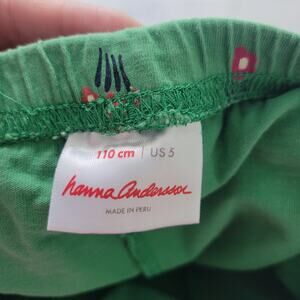 110 cm | US 5
hanna andersson
MADE IN PERU